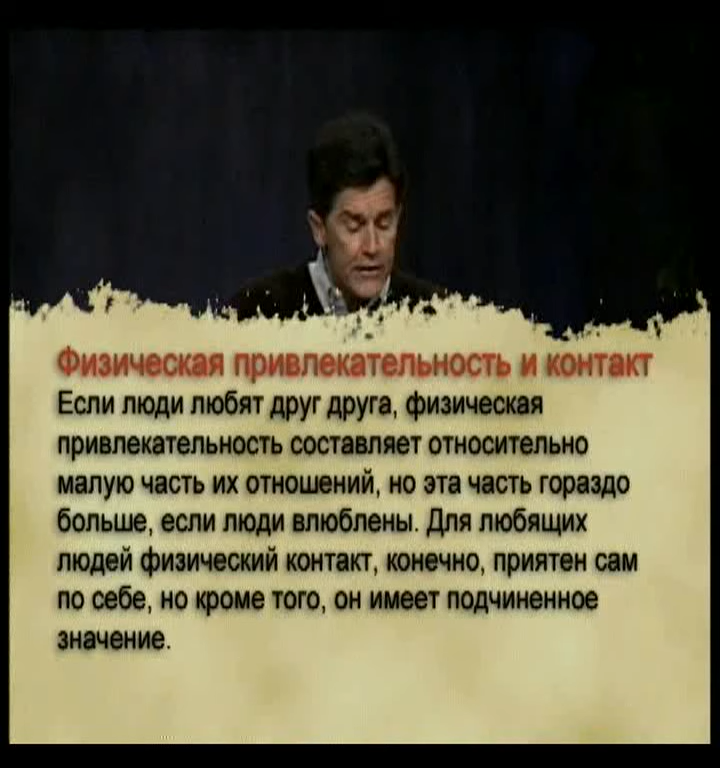 Физическая привлекательность и контакт
Если люди любят друг друга, физическая
привлекательность составляет относительно
малую часть их отношений, но эта часть гораздо
больше, если люди влюблены. Для любящих
людей физический контакт, конечно, приятен сам
по себе, но кроме того, он имеет подчиненное
значение.